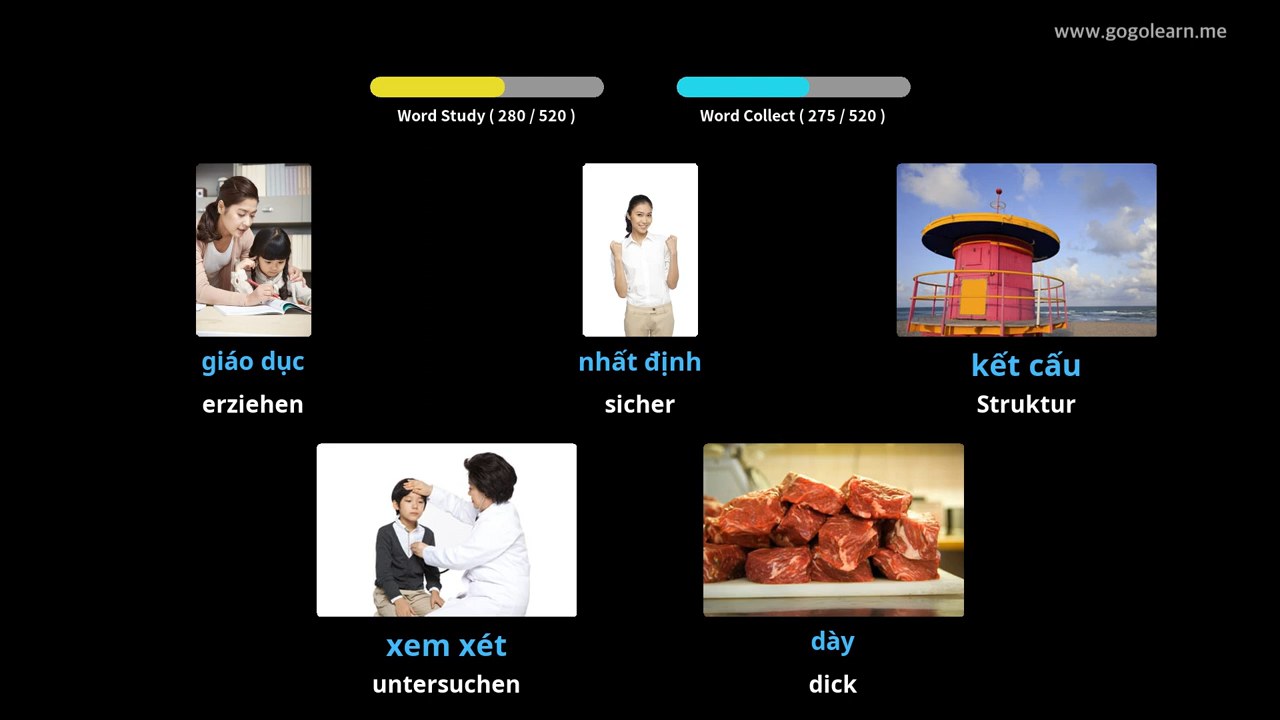 www.gogolearn.me
Word Study ( 280 / 520 )
Word Collect ( 275 / 520 )
giáo dục
erziehen
nhất định
sicher
kết cấu
Struktur
xem xét
untersuchen
dày
dick